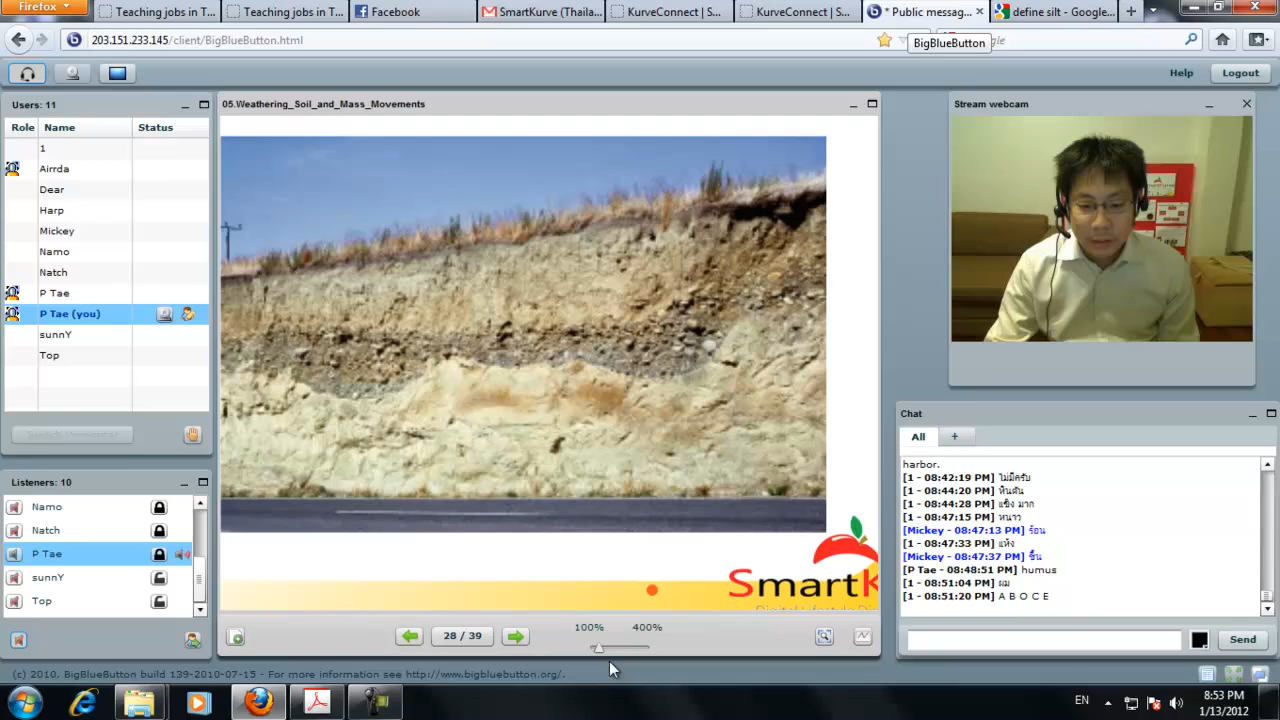 Firefox
Teaching jobs in T...
Teaching jobs in T...
Facebook
SmartKurve (Thaila...
KurveConnect | S...
KurveConnect | S...
* Public messag...
define silt - Google...
203.151.233.145/client/BigBlueButton.html
BigBlueButton
Help
Logout
Users: 11
Role Name Status
1
Airrda
Dear
Harp
Mickey
Namo
Natch
P Tae
P Tae (you)
sunnY
Top
Listeners: 10
Namo
Natch
P Tae
sunnY
Top
05.Weathering_Soil_and_Mass_Movements
SmartK
28 / 39
100% 400%
Stream webcam
Chat
All +
harbor.
[1 - 08:42:19 PM] ไม่มีครับ
[1 - 08:44:20 PM] หินดัน
[1 - 08:44:28 PM] แข็ง มาก
[1 - 08:47:15 PM] หนาว
[Mickey - 08:47:13 PM] ร้อน
[1 - 08:47:33 PM] แห้ง
[Mickey - 08:47:37 PM] ชื้น
[P Tae - 08:48:51 PM] humus
[1 - 08:51:04 PM] ผม
[1 - 08:51:20 PM] A B O C E
Send
(c) 2010, BigBlueButton build 139-2010-07-15 - For more information see http://www.bigbluebutton.org/.
EN
8:53 PM
1/13/2012